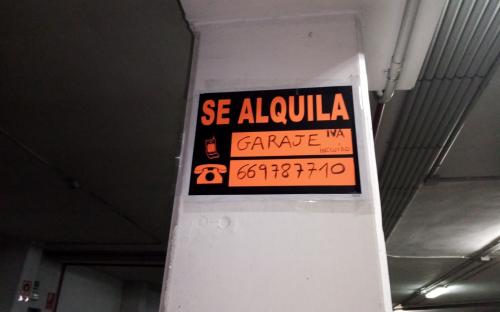 SE ALQUILA
GARAJE IVA
INCLUIDO
669787710